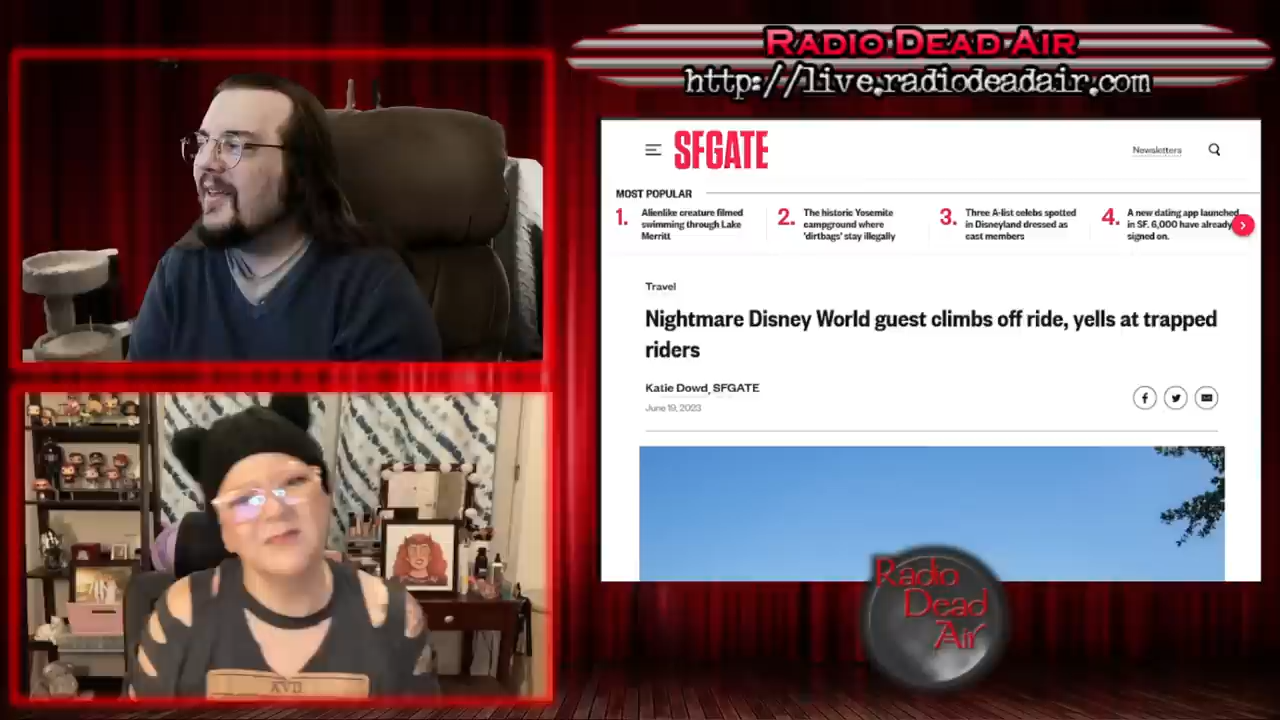 RADIO DEAD AIR
http://live.radiodeadair.com
SFGATE
Newsletters
MOST POPULAR
1.
Alienlike creature filmed
swimming through Lake
Merritt
2.
The historic Yosemite
campground where
'dirtbags' stay illegally
3.
Three A-list celebs spotted
in Disneyland dressed as
cast members
4.
A new dating app launched
in SF. 6,000 have already
signed on.
Travel
Nightmare Disney World guest climbs off ride, yells at trapped
riders
Katie Dowd, SFGATE
June 19, 2023
Radio
Dead
Air
XVII